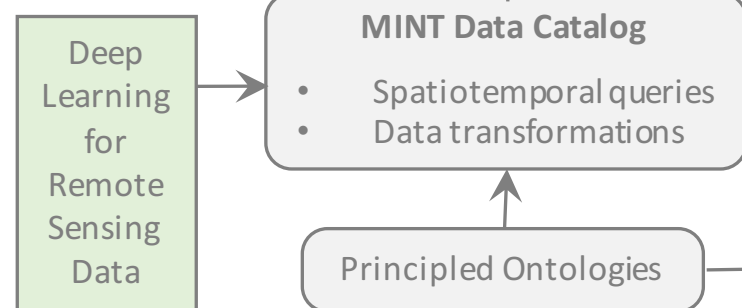 Deep
Learning
for
Remote
Sensing
Data
MINT Data Catalog
• Spatiotemporal queries
• Data transformations
Principled Ontologies